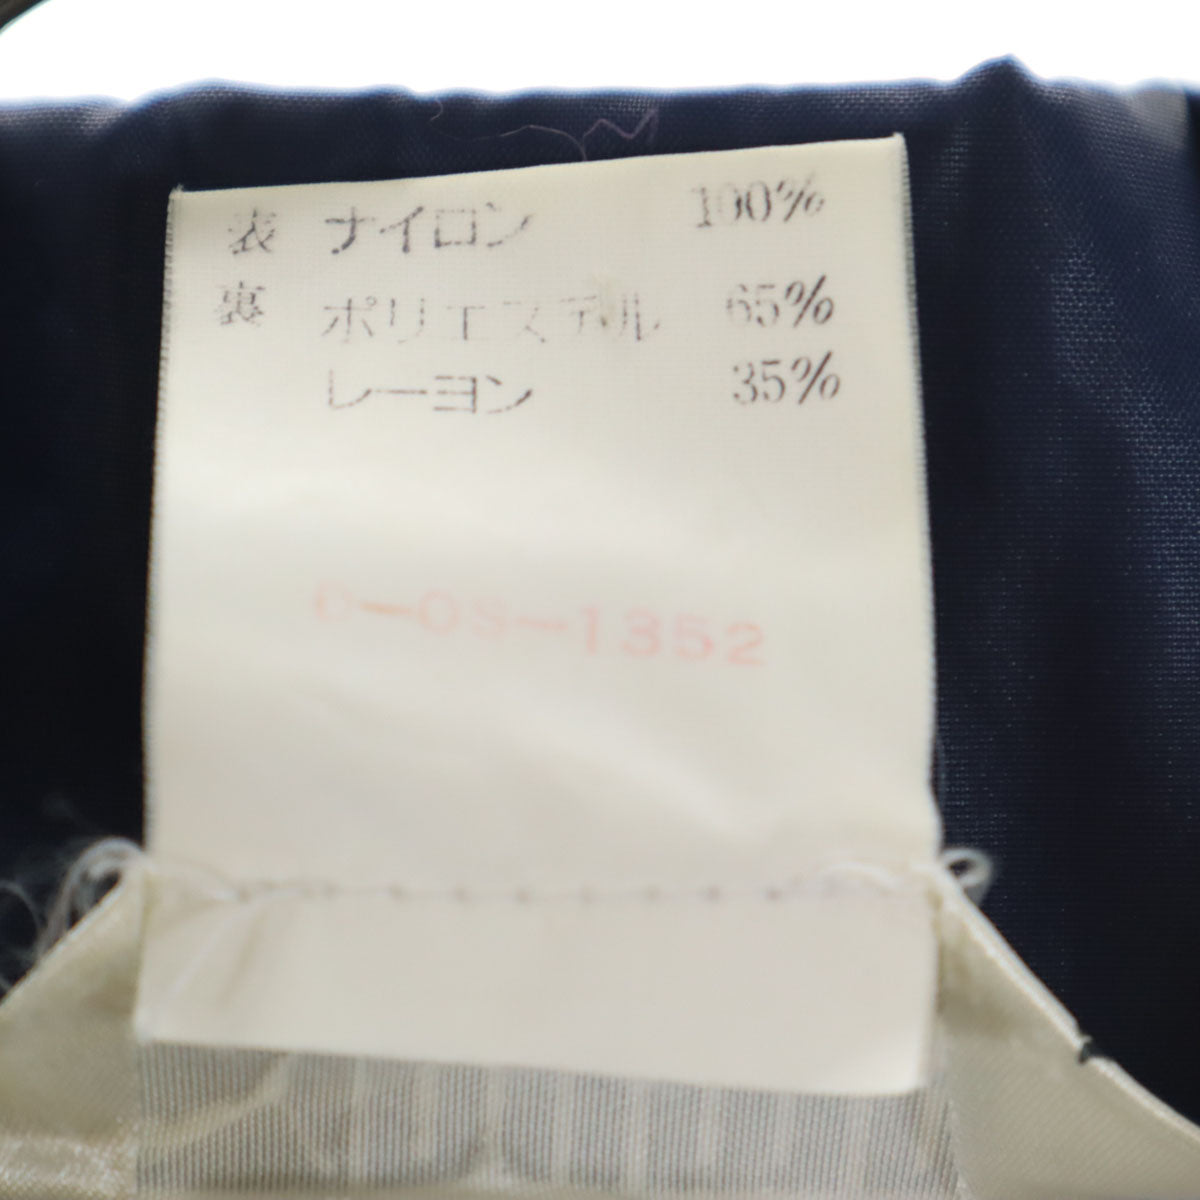 表 ナイロン 100%
裏 ポリエステル 65%
レーヨン 35%
D-OS-1352